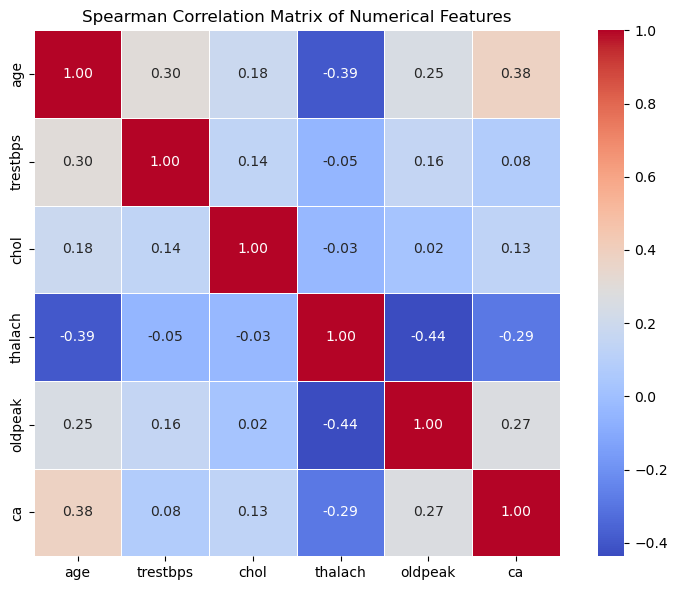 Spearman Correlation Matrix of Numerical Features
age 1.00 0.30 0.18 -0.39 0.25 0.38
trestbps 0.30 1.00 0.14 -0.05 0.16 0.08
chol 0.18 0.14 1.00 -0.03 0.02 0.13
thalach -0.39 -0.05 -0.03 1.00 -0.44 -0.29
oldpeak 0.25 0.16 0.02 -0.44 1.00 0.27
ca 0.38 0.08 0.13 -0.29 0.27 1.00
age trestbps chol thalach oldpeak ca
1.0
0.8
0.6
0.4
0.2
0.0
−0.2
−0.4